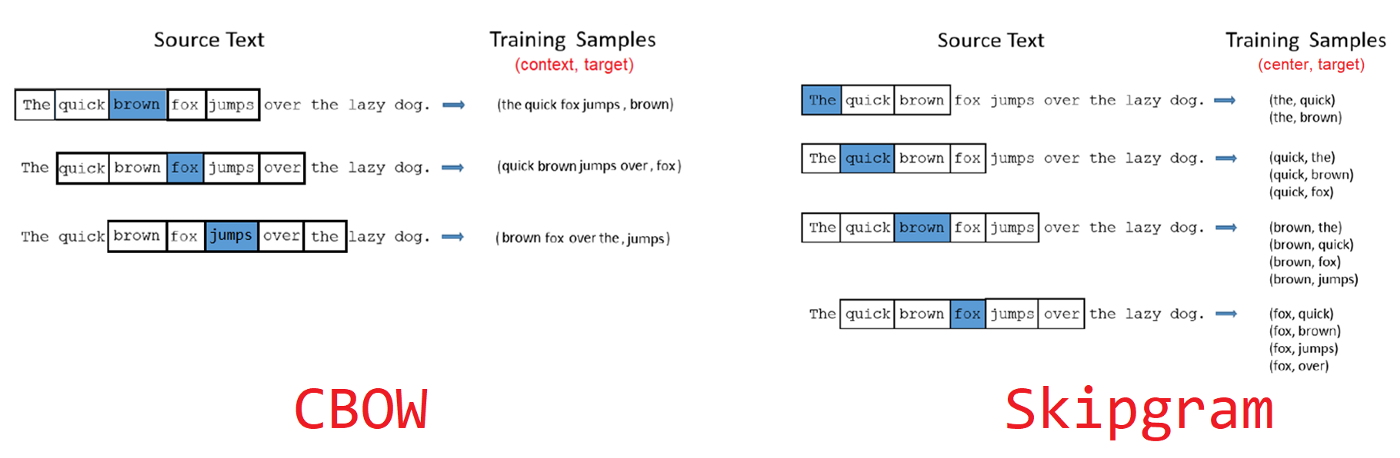 Source Text
Training Samples
(context, target)
The quick brown fox jumps over the lazy dog.
(the quick fox jumps , brown)
The quick brown fox jumps over the lazy dog.
(quick brown jumps over , fox)
The quick brown fox jumps over the lazy dog.
( brown fox over the , jumps)
CBOW
Source Text
Training Samples
(center, target)
The quick brown fox jumps over the lazy dog.
(the, quick)
(the, brown)
The quick brown fox jumps over the lazy dog.
(quick, the)
(quick, brown)
(quick, fox)
The quick brown fox jumps over the lazy dog.
(brown, the)
(brown, quick)
(brown, fox)
(brown, jumps)
The quick brown fox jumps over the lazy dog.
(fox, quick)
(fox, brown)
(fox, jumps)
(fox, over)
Skipgram